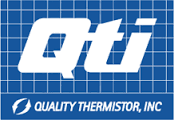 Qti
QUALITY THERMISTOR, INC